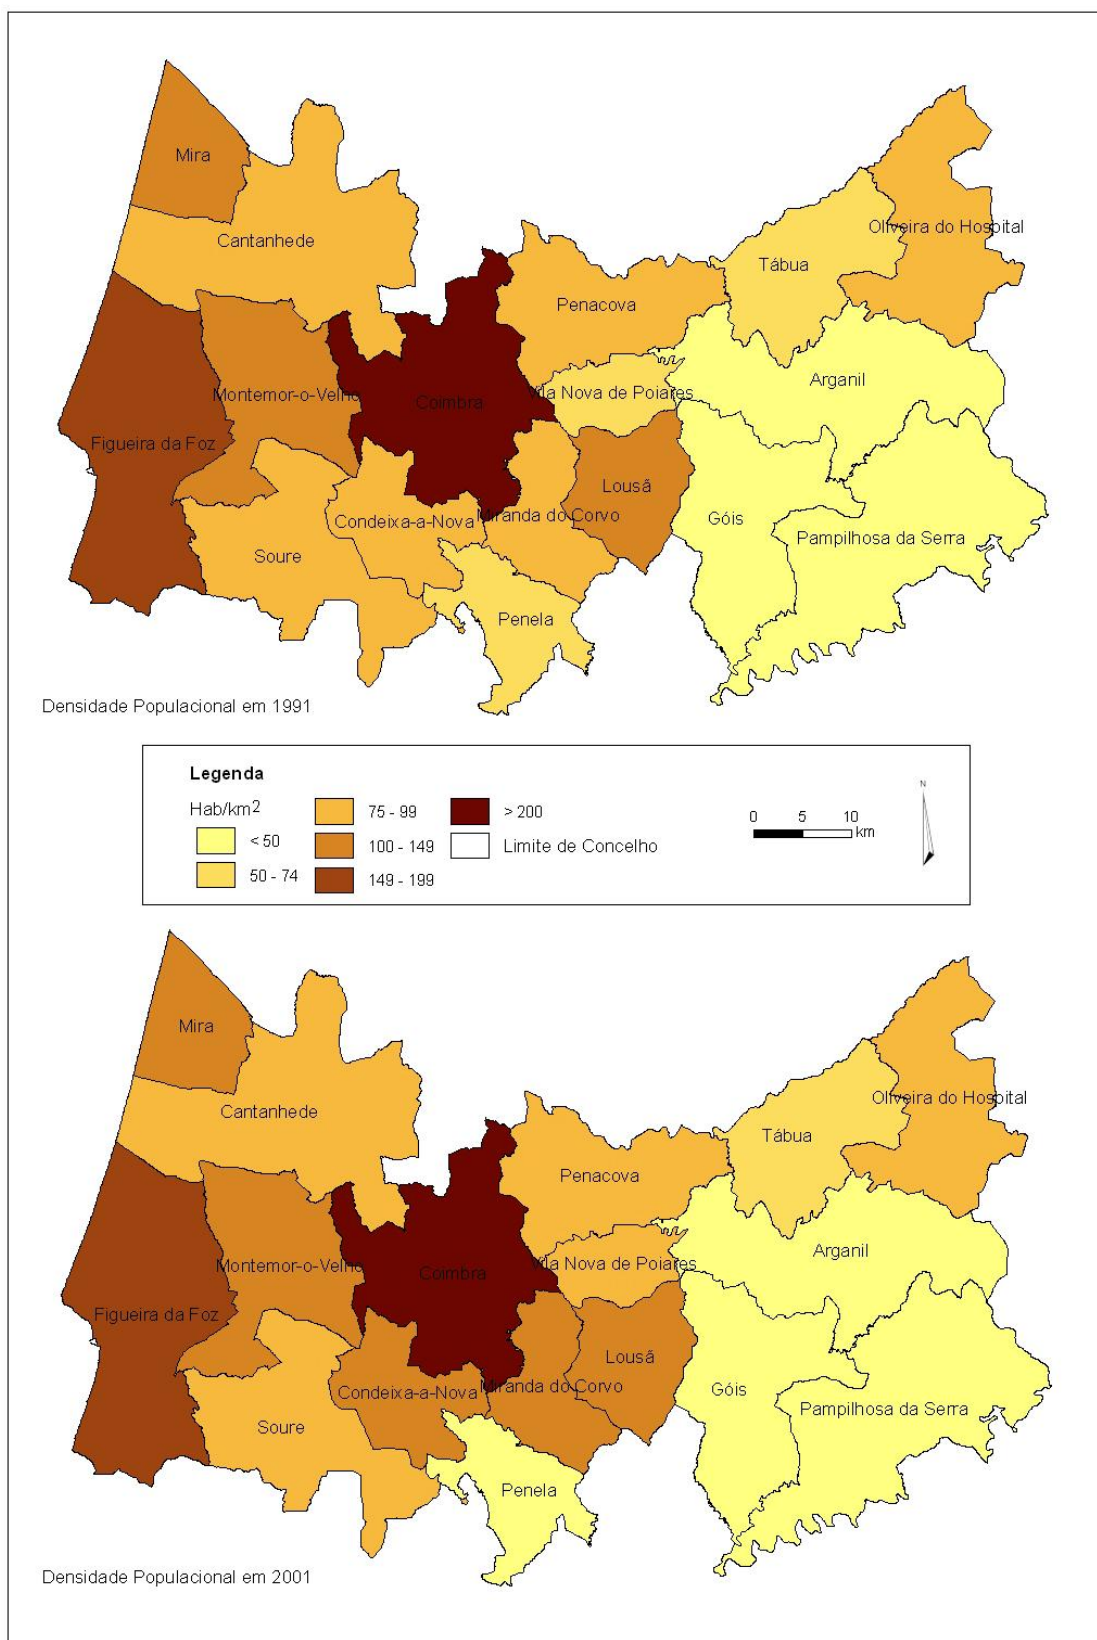 Mira
Cantanhede
Oliveira do Hospital
Tábua
Penacova
Arganil
Montemor-o-Velho
Coimbra
Vila Nova de Poiares
Figueira da Foz
Lousã
Condeixa-a-Nova
Miranda do Corvo
Góis
Soure
Pampilhosa da Serra
Penela
Densidade Populacional em 1991
Legenda
Hab/km2
< 50
50 - 74
75 - 99
100 - 149
149 - 199
> 200
Limite de Concelho
0 5 10
km
N
Mira
Cantanhede
Oliveira do Hospital
Tábua
Penacova
Arganil
Montemor-o-Velho
Coimbra
Vila Nova de Poiares
Figueira da Foz
Lousã
Condeixa-a-Nova
Miranda do Corvo
Góis
Soure
Pampilhosa da Serra
Penela
Densidade Populacional em 2001